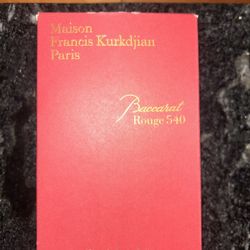 Maison
Francis Kurkdjian
Paris
Baccarat
Rouge 540